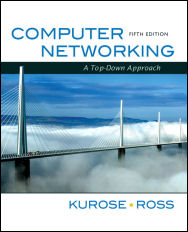 COMPUTER FIFTH EDITION
NETWORKING
A Top-Down Approach
KUROSE • ROSS